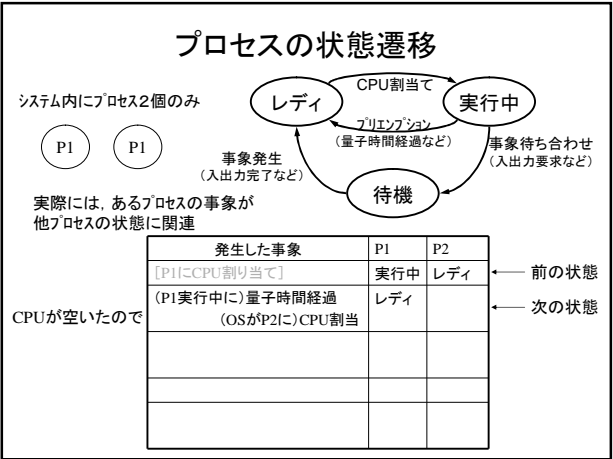 プロセスの状態遷移
システム内にプロセス2個のみ
P1
P1
レディ
CPU割当て
実行中
プリエンプション
(量子時間経過など)
事象発生
(入出力完了など)
事象待ち合わせ
(入出力要求など)
待機
実際には,あるプロセスの事象が
他プロセスの状態に関連
発生した事象 P1 P2
[P1にCPU割り当て] 実行中 レディ 前の状態
(P1実行中に)量子時間経過 レディ
次の状態
CPUが空いたので (OSがP2に)CPU割当